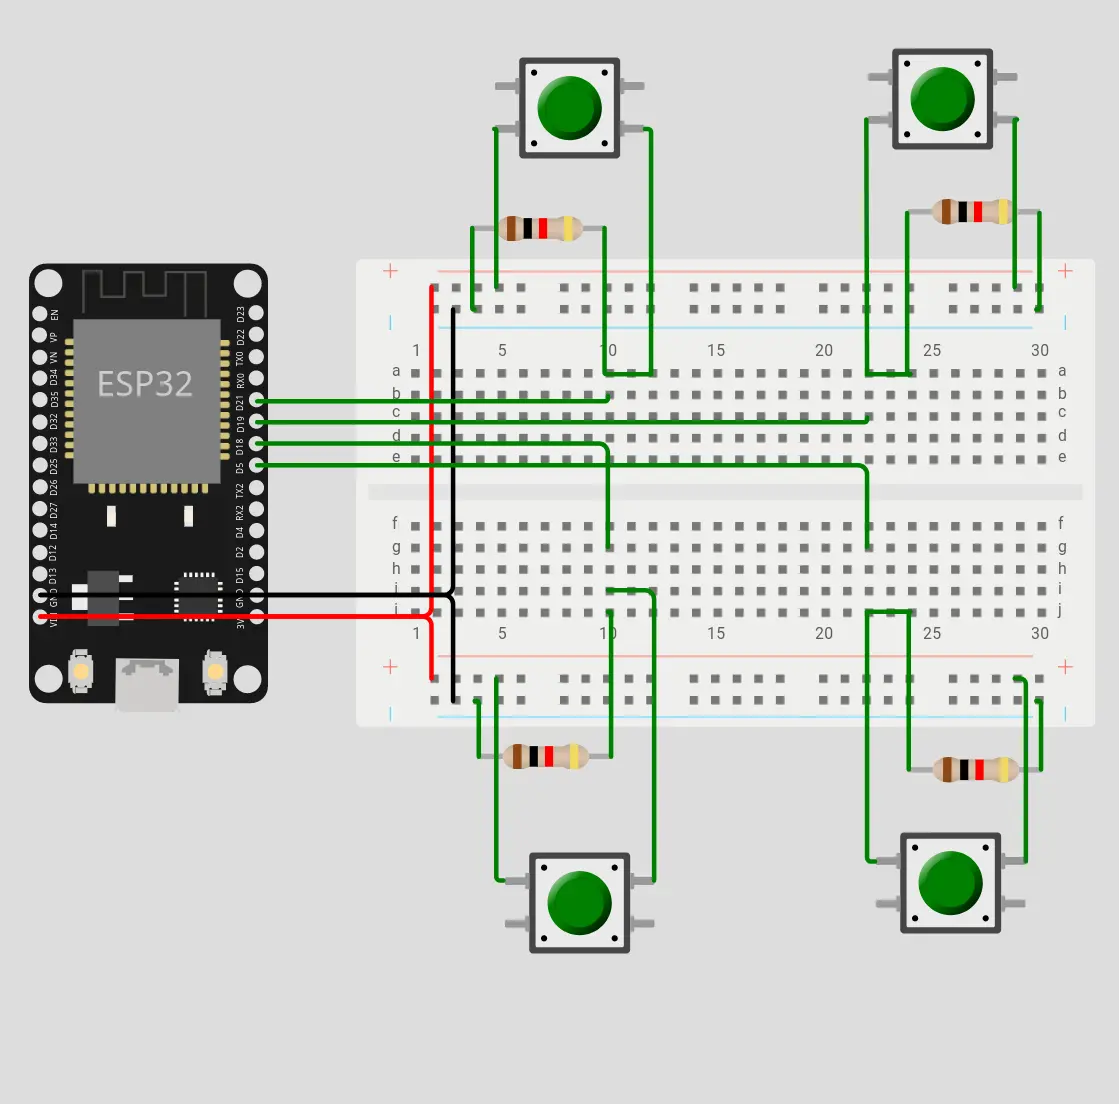 ESP32
EN
VP
VN
D34
D35
D32
D33
D25
D26
D27
D14
D12
D13
GND
VIN
D23
D22
TX0
RX0
D21
D19
D18
D5
TX2
RX2
D4
D2
D15
GND
3V3
+ +
1 5 10 15 20 25 30
a a
b b
c c
d d
e e
f f
g g
h h
i i
j j
1 5 10 15 20 25 30
+ +